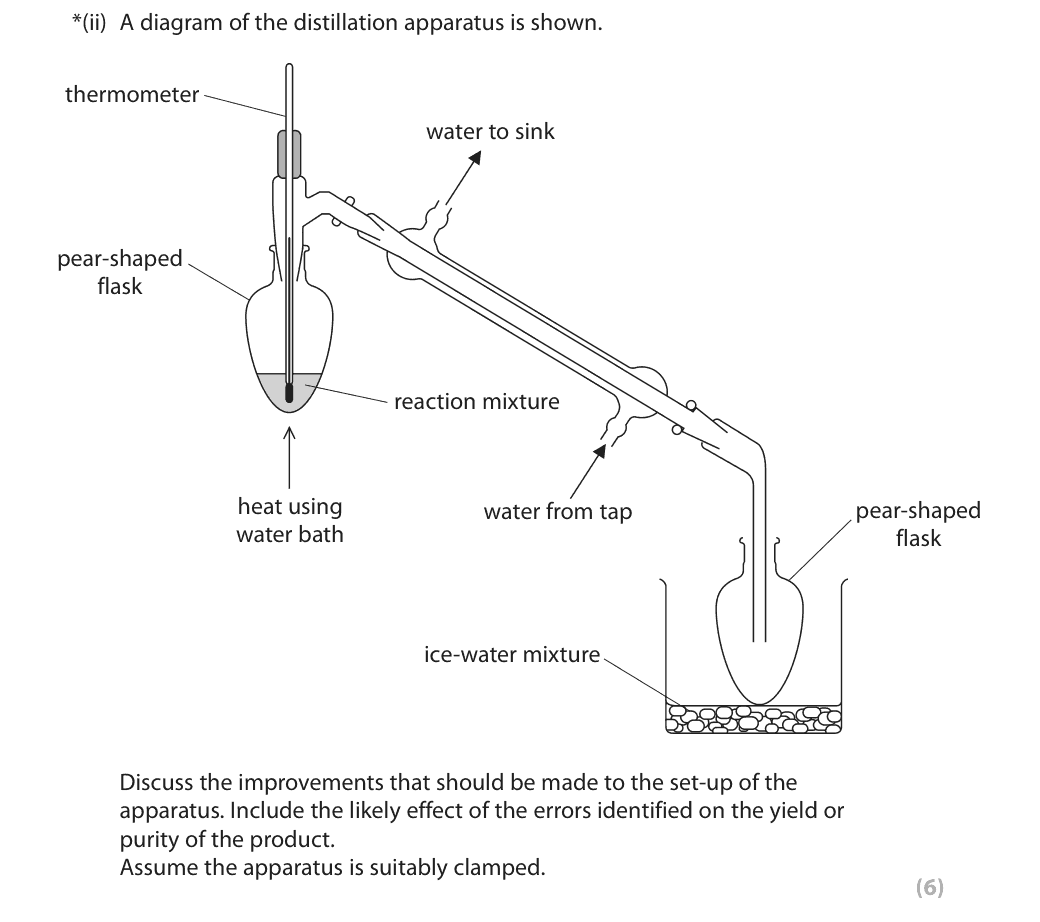 *(ii) A diagram of the distillation apparatus is shown.
thermometer
water to sink
pear-shaped
flask
reaction mixture
heat using
water bath
water from tap
pear-shaped
flask
ice-water mixture
Discuss the improvements that should be made to the set-up of the
apparatus. Include the likely effect of the errors identified on the yield or
purity of the product.
Assume the apparatus is suitably clamped.
(6)